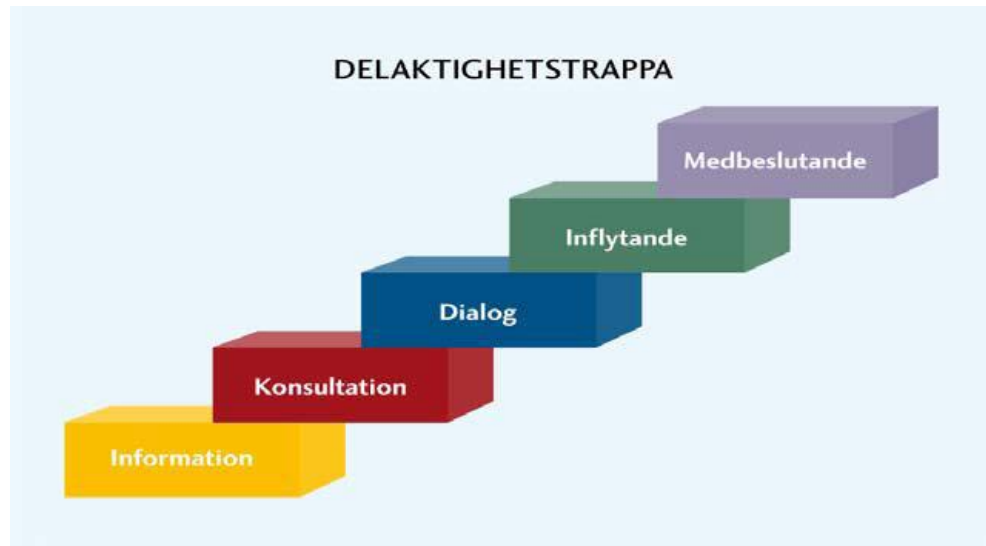 DELAKTIGHETSTRAPPA
Medbeslutande
Inflytande
Dialog
Konsultation
Information